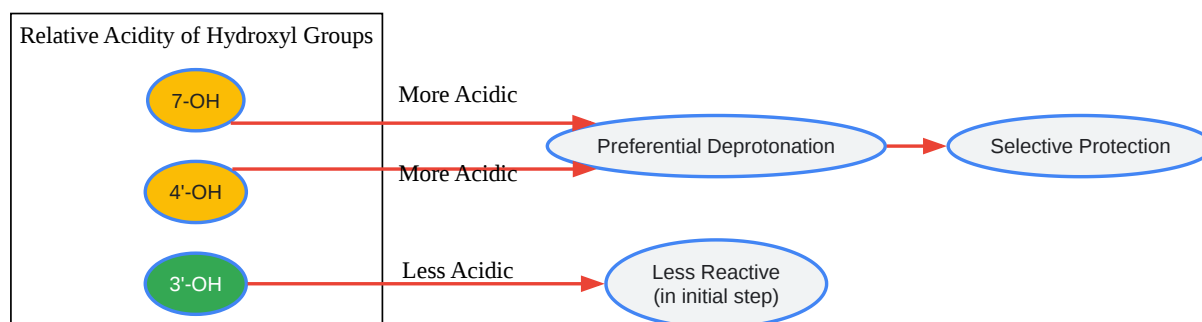 Relative Acidity of Hydroxyl Groups
7-OH
More Acidic
4'-OH
More Acidic
Preferential Deprotonation
Selective Protection
3'-OH
Less Acidic
Less Reactive
(in initial step)